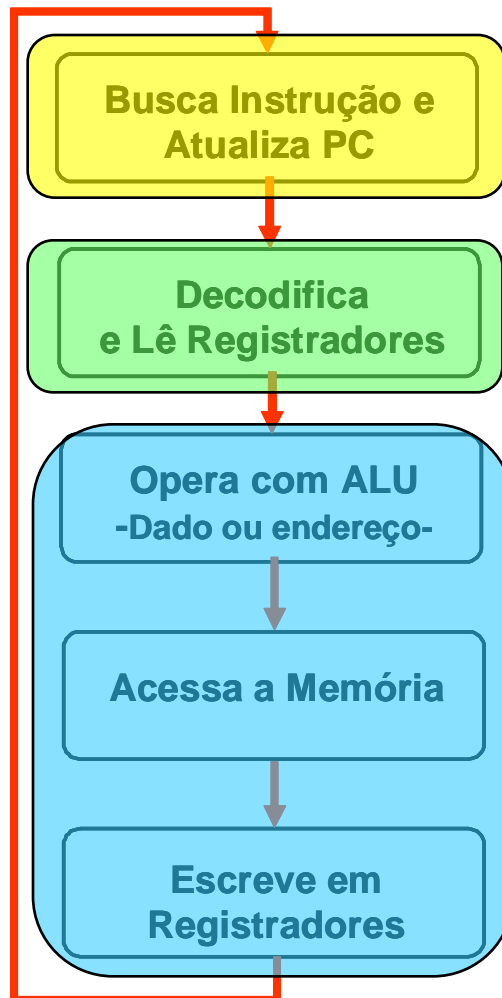 Busca Instrução e
Atualiza PC
Decodifica
e Lê Registradores
Opera com ALU
-Dado ou endereço-
Acessa a Memória
Escreve em
Registradores